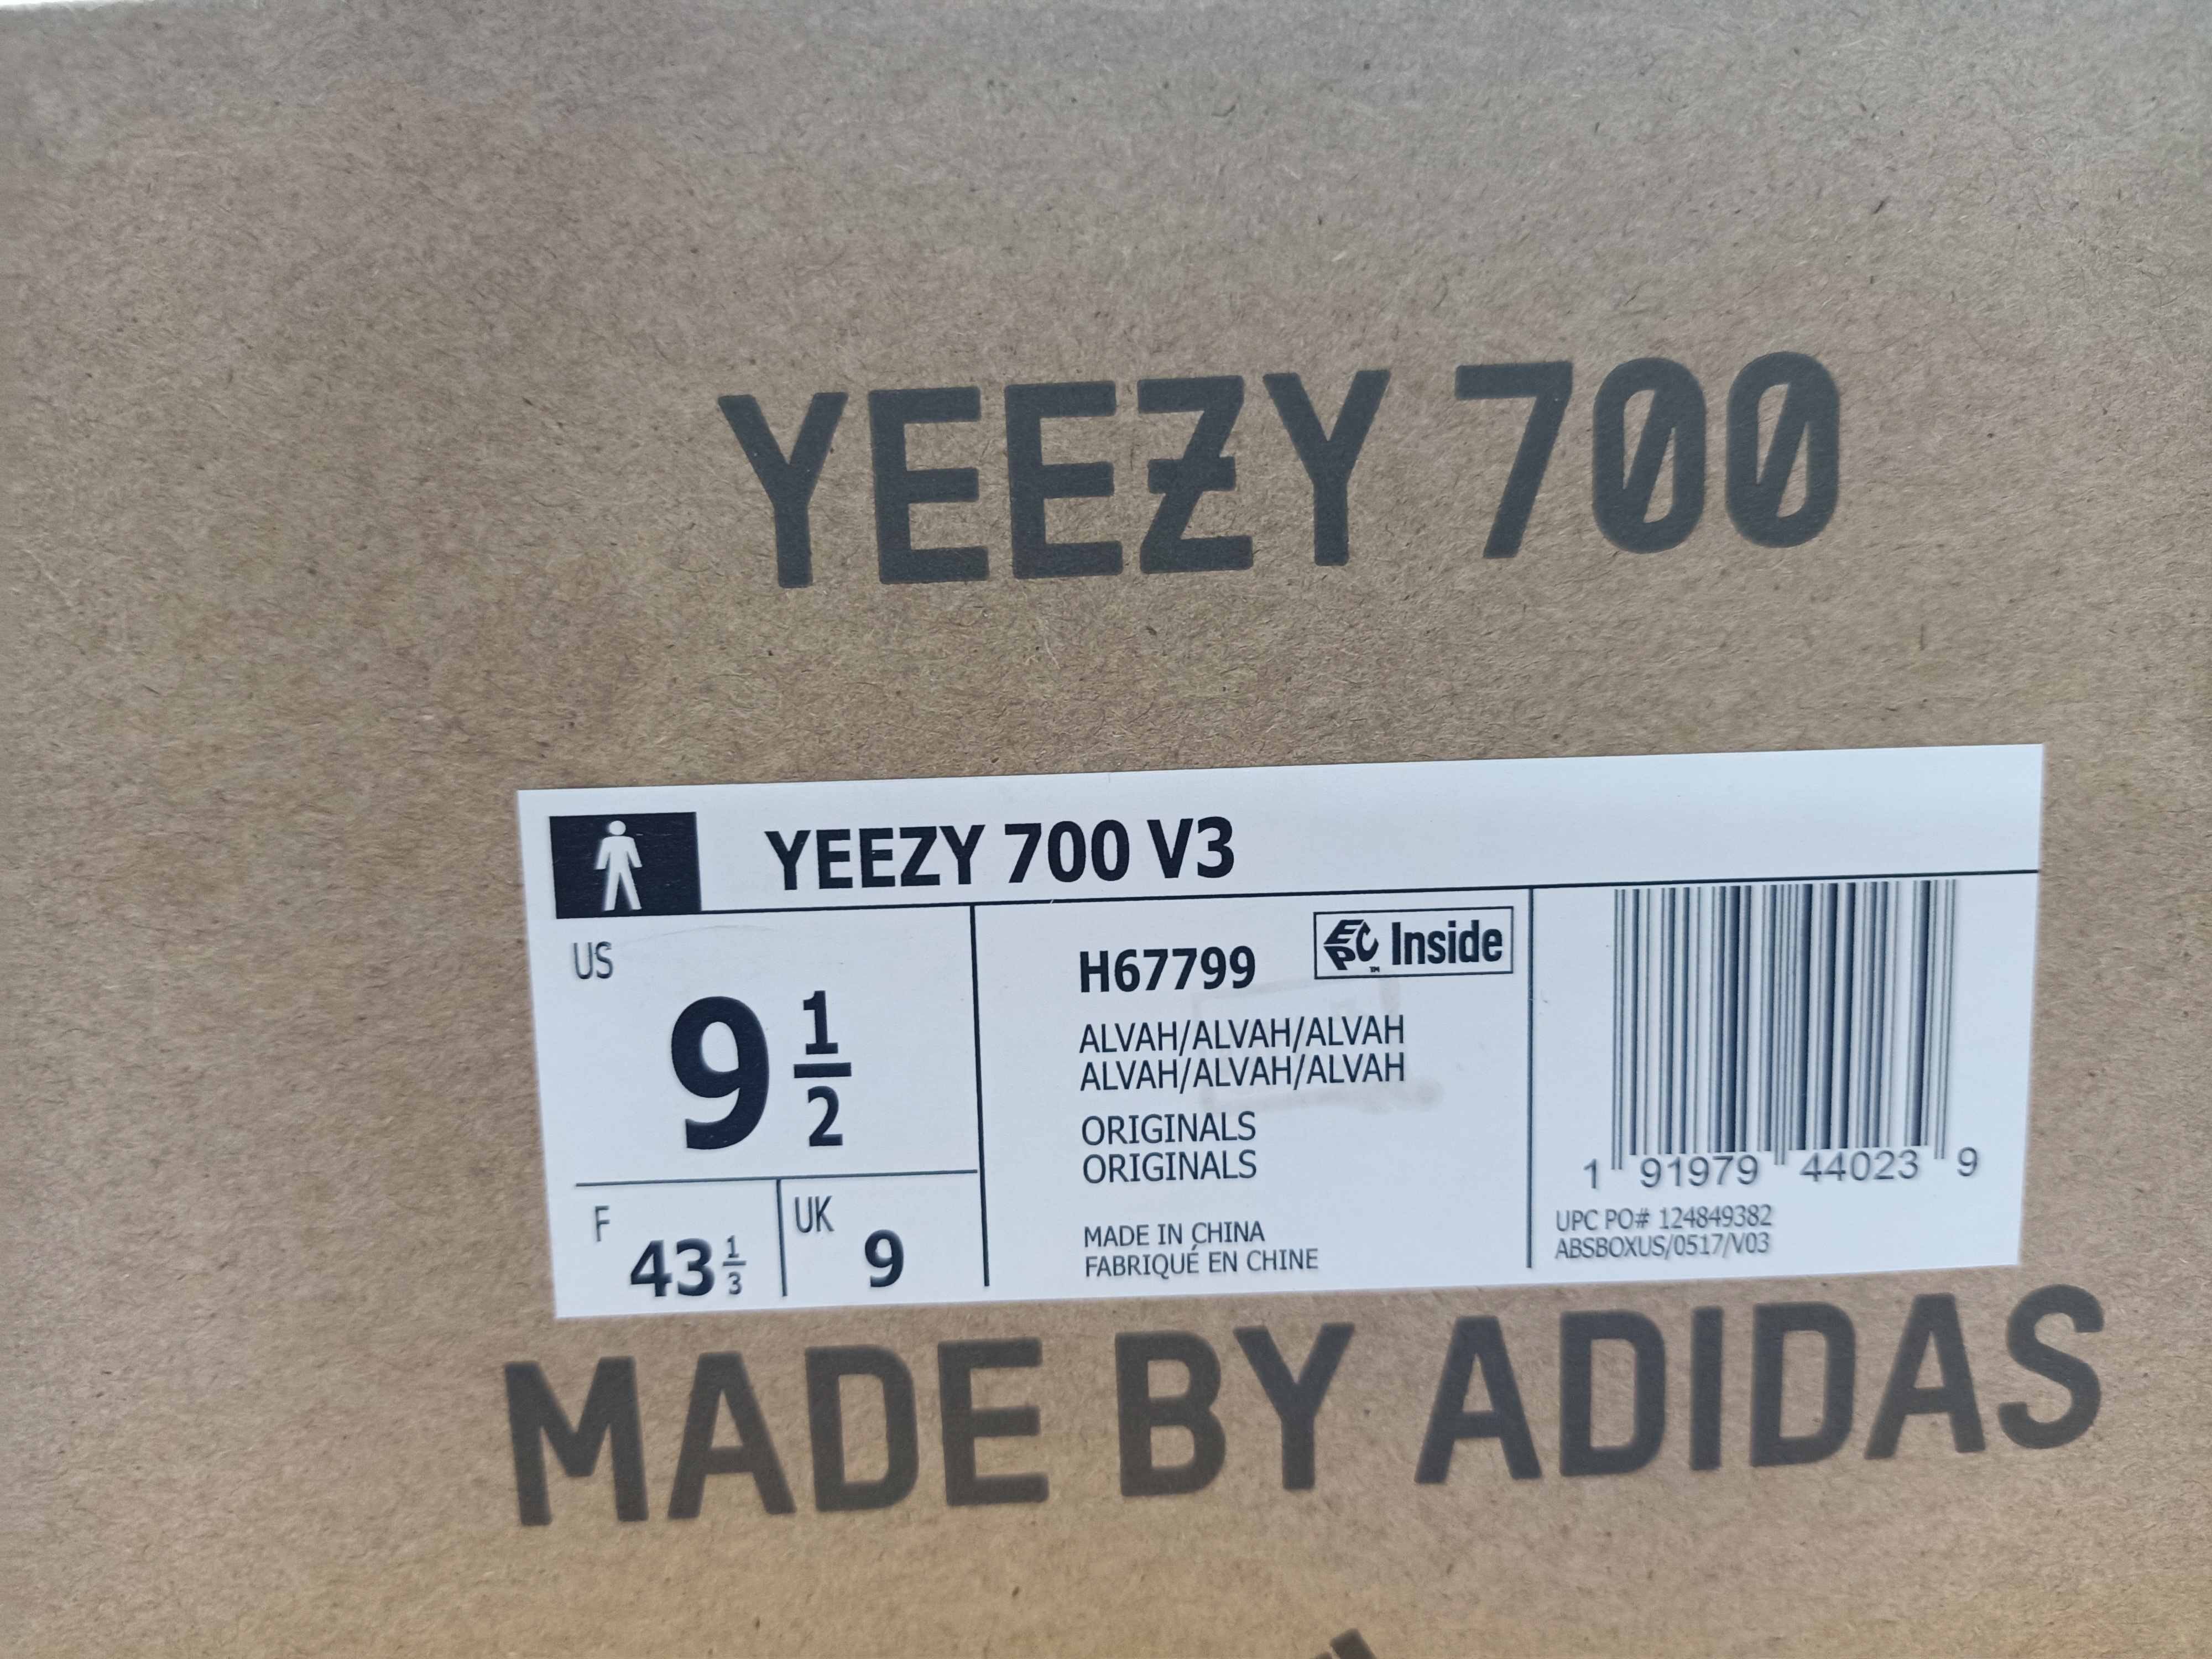 YEEZY 700
YEEZY 700 V3
US
9 1/2
F
43 1/3
UK
9
H67799
EPC™ Inside
ALVAH/ALVAH/ALVAH
ALVAH/ALVAH/ALVAH
ORIGINALS
ORIGINALS
MADE IN CHINA
FABRIQUÉ EN CHINE
1 91979 44023 9
UPC PO# 124849382
ABSBOXUS/0517/V03
MADE BY ADIDAS